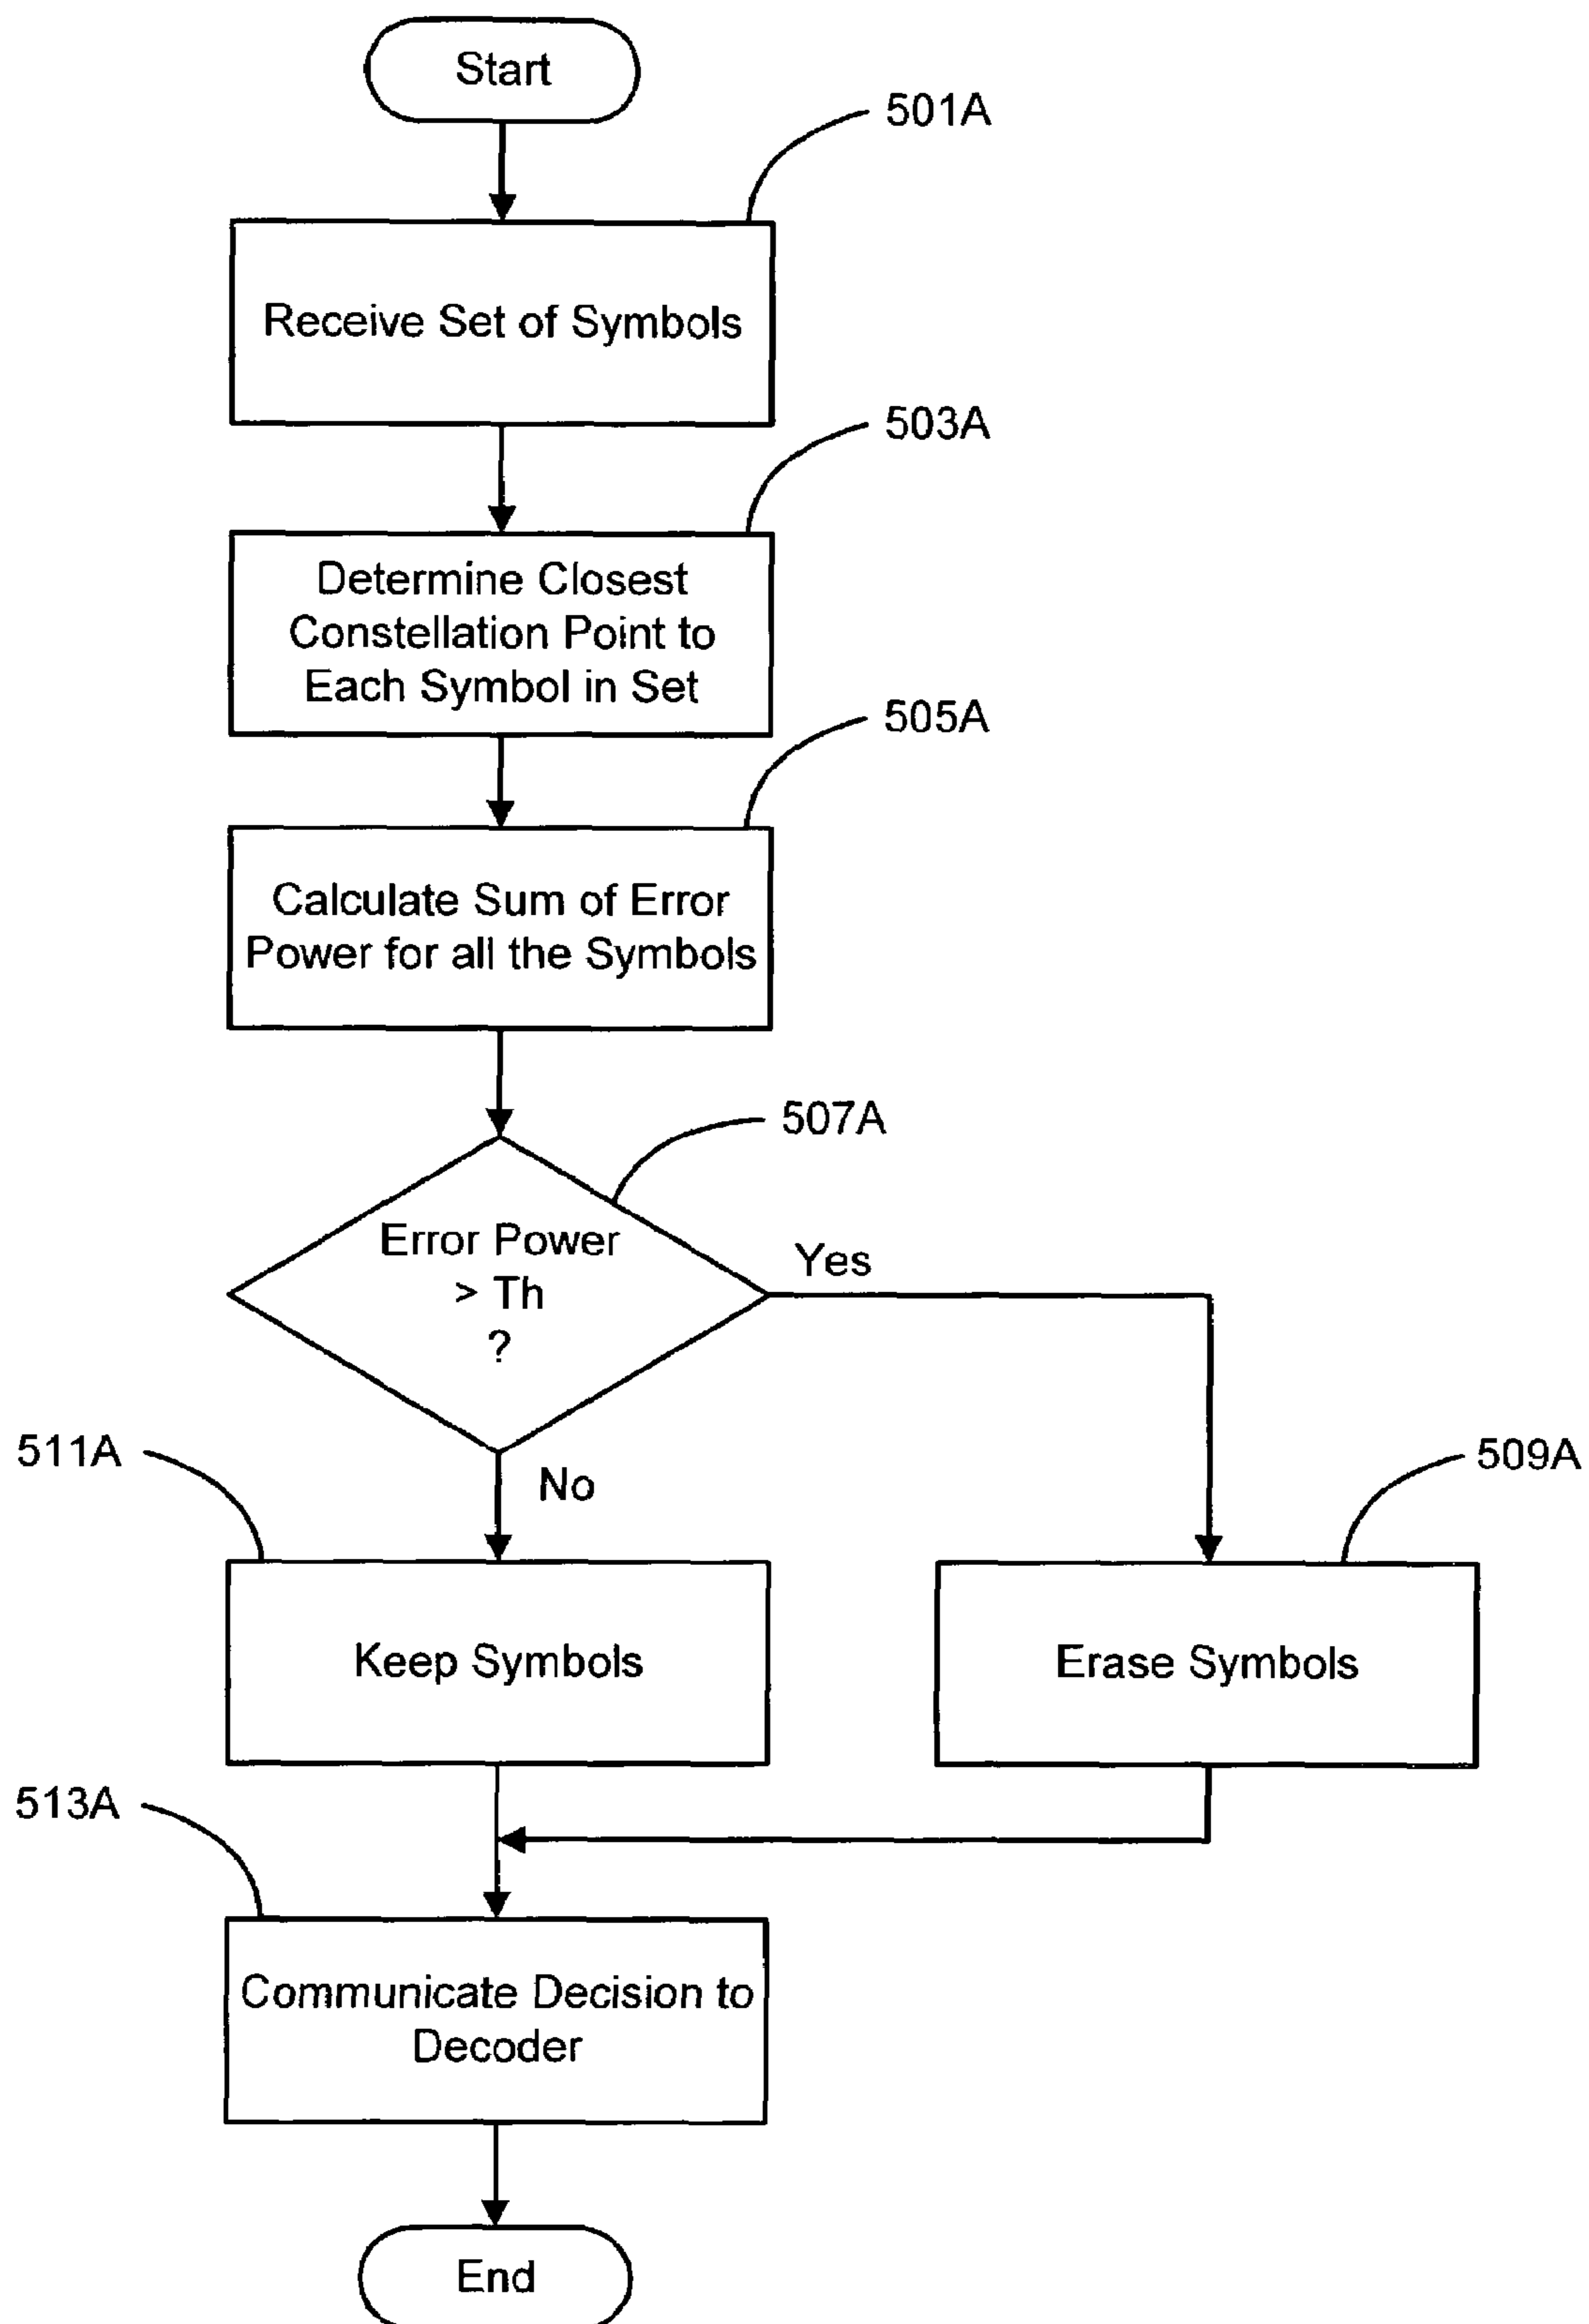 Start
501A
Receive Set of Symbols
503A
Determine Closest
Constellation Point to
Each Symbol in Set
505A
Calculate Sum of Error
Power for all the Symbols
507A
Error Power
> Th
?
Yes
No
511A
509A
Keep Symbols
Erase Symbols
513A
Communicate Decision to
Decoder
End